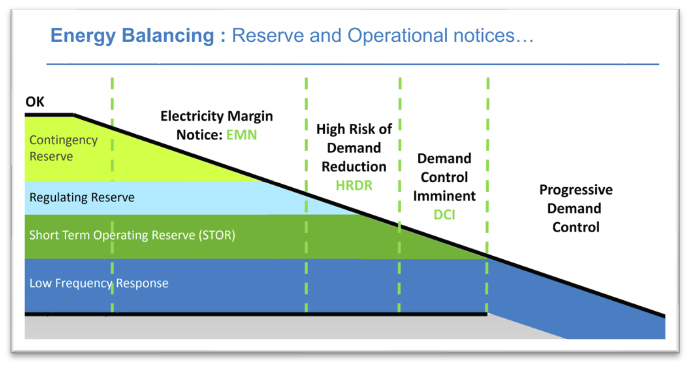 Energy Balancing : Reserve and Operational notices…
OK
Electricity Margin
Notice: EMN
High Risk of
Demand
Reduction
HRDR
Demand
Control
Imminent
DCI
Progressive
Demand
Control
Contingency
Reserve
Regulating Reserve
Short Term Operating Reserve (STOR)
Low Frequency Response